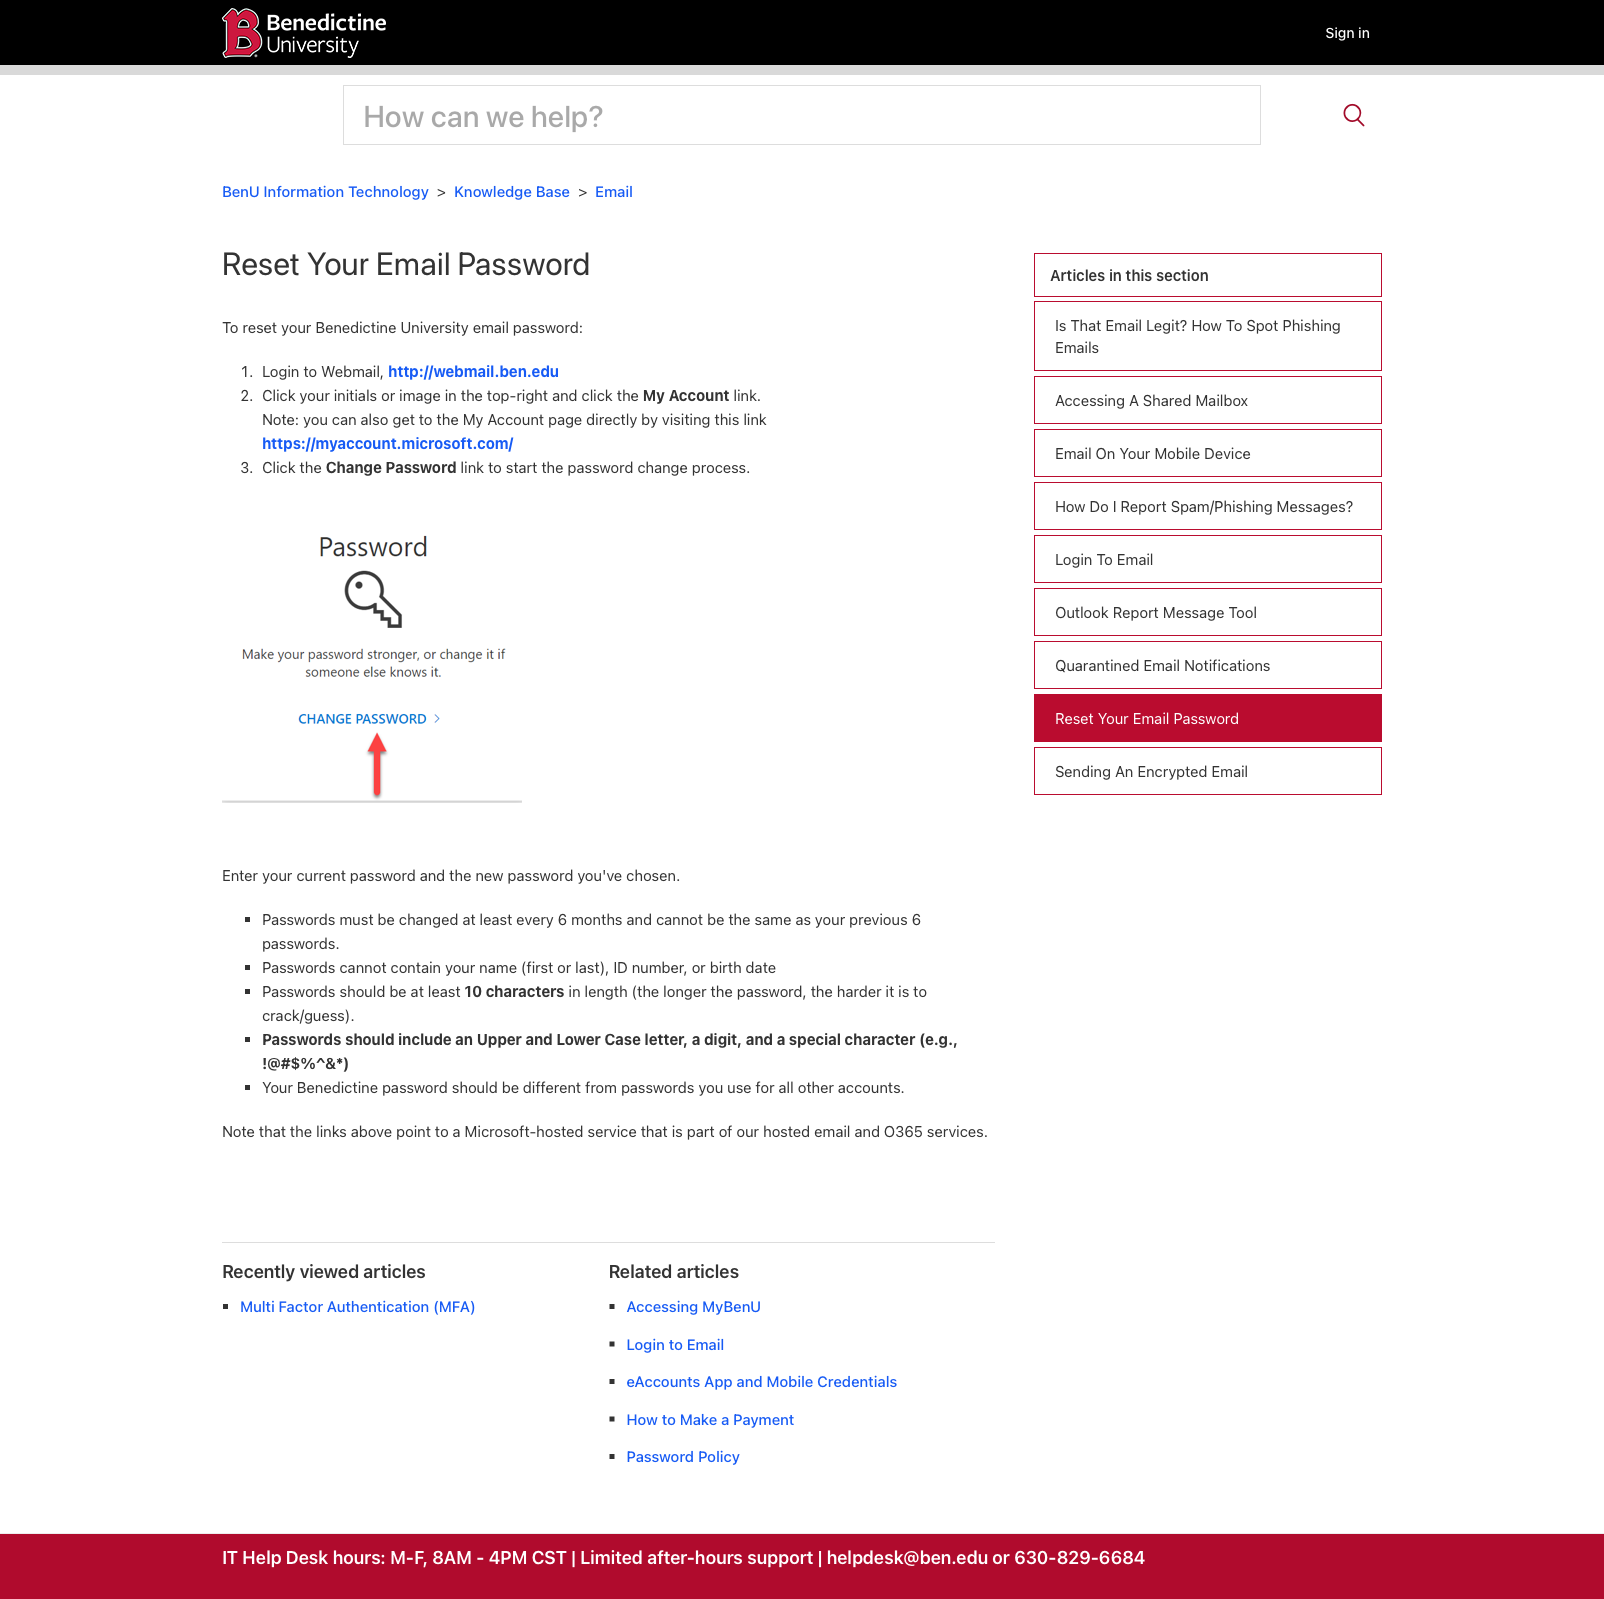 Benedictine
University
Sign in
How can we help?
BenU Information Technology > Knowledge Base > Email
Reset Your Email Password
To reset your Benedictine University email password:
1. Login to Webmail, http://webmail.ben.edu
2. Click your initials or image in the top-right and click the My Account link.
Note: you can also get to the My Account page directly by visiting this link
https://myaccount.microsoft.com/
3. Click the Change Password link to start the password change process.
Password
Make your password stronger, or change it if
someone else knows it.
CHANGE PASSWORD >
Enter your current password and the new password you've chosen.
▪ Passwords must be changed at least every 6 months and cannot be the same as your previous 6
passwords.
▪ Passwords cannot contain your name (first or last), ID number, or birth date
▪ Passwords should be at least 10 characters in length (the longer the password, the harder it is to
crack/guess).
▪ Passwords should include an Upper and Lower Case letter, a digit, and a special character (e.g.,
!@#$%^&*)
▪ Your Benedictine password should be different from passwords you use for all other accounts.
Note that the links above point to a Microsoft-hosted service that is part of our hosted email and O365 services.
Articles in this section
Is That Email Legit? How To Spot Phishing
Emails
Accessing A Shared Mailbox
Email On Your Mobile Device
How Do I Report Spam/Phishing Messages?
Login To Email
Outlook Report Message Tool
Quarantined Email Notifications
Reset Your Email Password
Sending An Encrypted Email
Recently viewed articles
▪ Multi Factor Authentication (MFA)
Related articles
▪ Accessing MyBenU
▪ Login to Email
▪ eAccounts App and Mobile Credentials
▪ How to Make a Payment
▪ Password Policy
IT Help Desk hours: M-F, 8AM - 4PM CST | Limited after-hours support | helpdesk@ben.edu or 630-829-6684